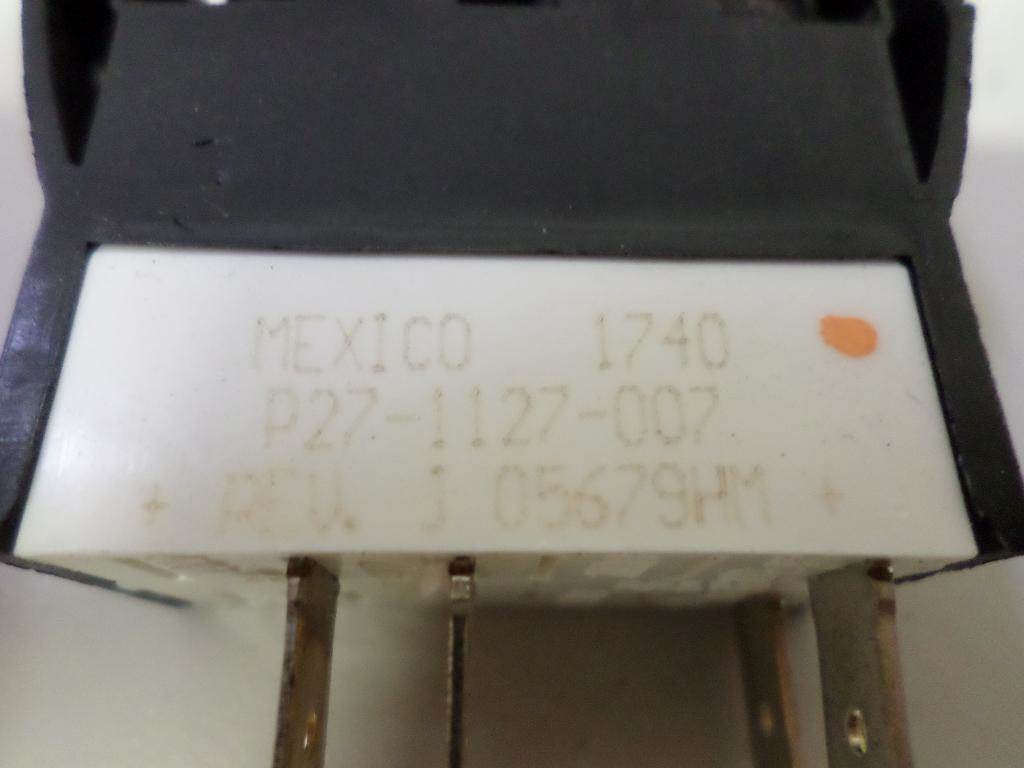 MEXICO 1740
P27-1127-007
+ REV. J 05679HM +